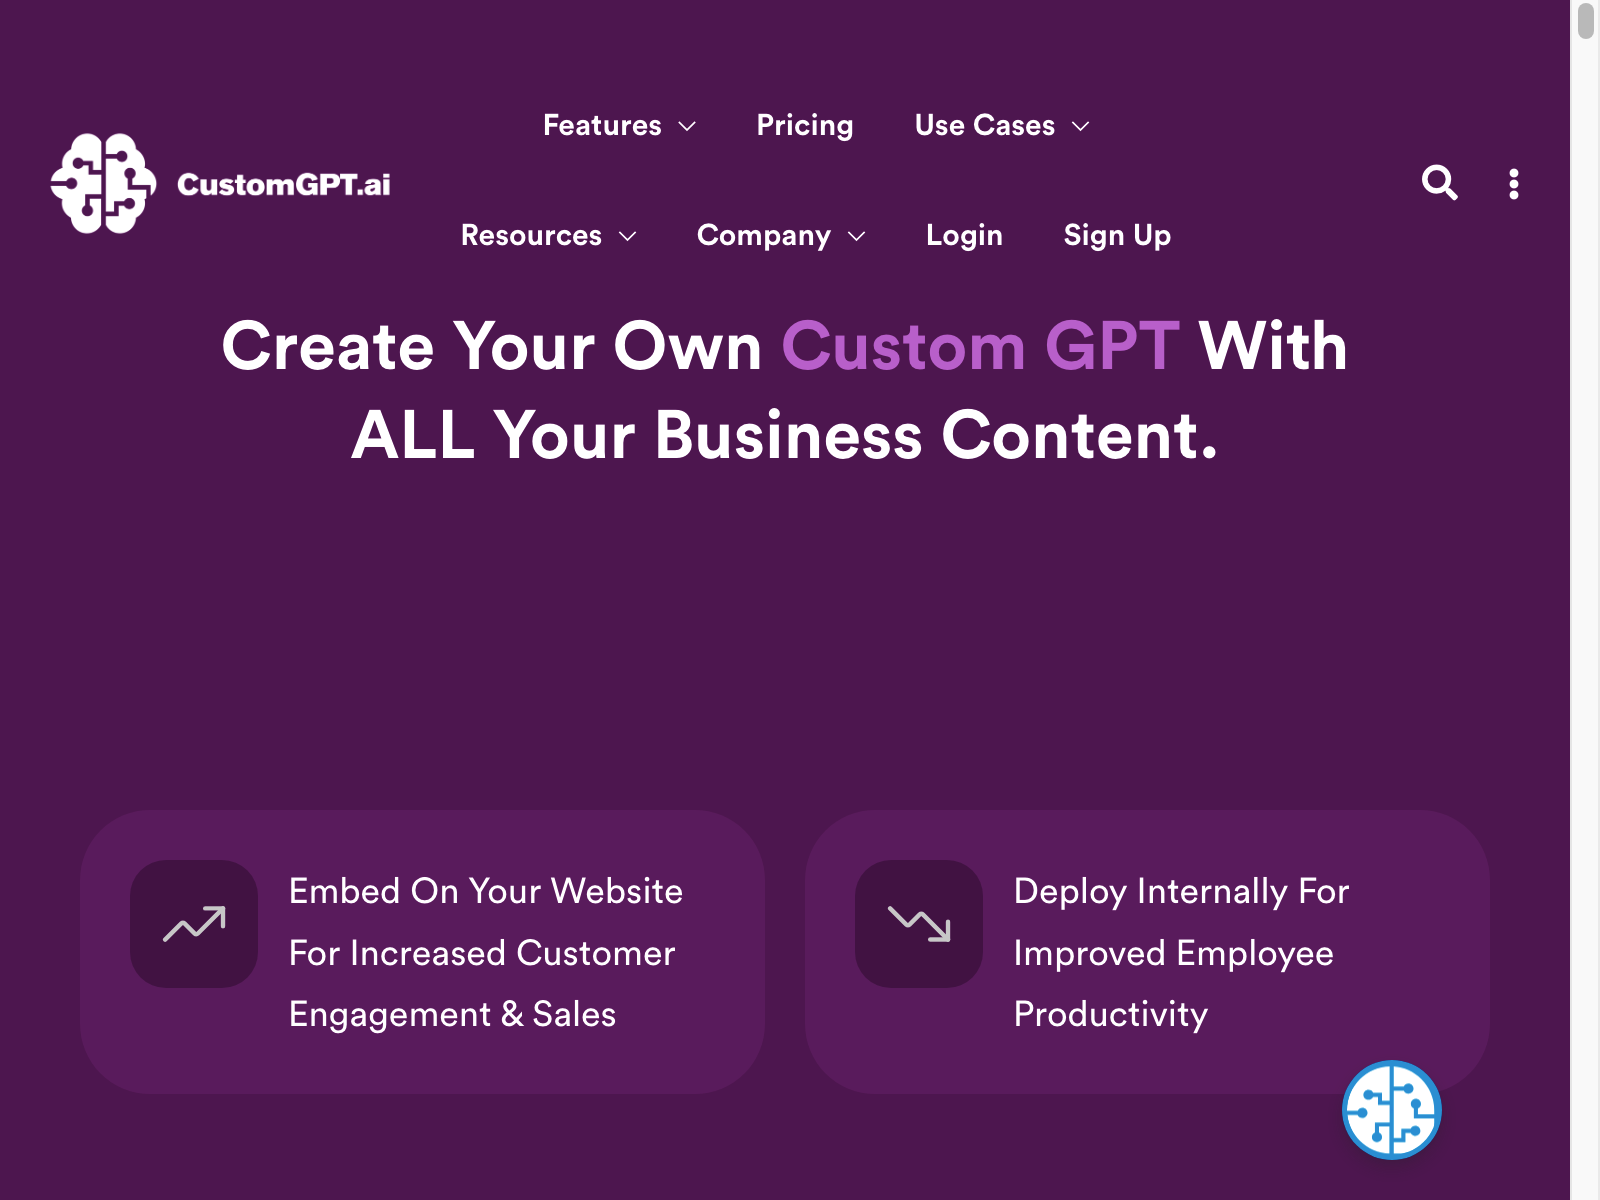 Features
Pricing
Use Cases
CustomGPT.ai
Resources
Company
Login
Sign Up
Create Your Own Custom GPT With
ALL Your Business Content.
Embed On Your Website
For Increased Customer
Engagement & Sales
Deploy Internally For
Improved Employee
Productivity